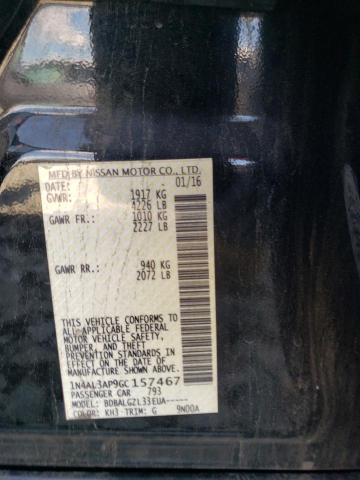 MFD BY NISSAN MOTOR CO., LTD.
DATE: 01/16
GVWR: 1917 KG
4226 LB
GAWR FR.: 1010 KG
2227 LB
GAWR RR.: 940 KG
2072 LB
THIS VEHICLE CONFORMS TO
ALL APPLICABLE FEDERAL
MOTOR VEHICLE SAFETY,
BUMPER, AND THEFT
PREVENTION STANDARDS IN
EFFECT ON THE DATE OF
MANUFACTURE SHOWN ABOVE.
1N4AL3AP9GC157467
PASSENGER CAR 793
MODEL: BDBALGZL33EUA-----
COLOR: KH3 TRIM: G 9N00A